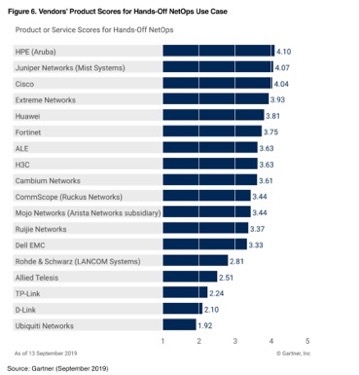 Figure 6. Vendors' Product Scores for Hands-Off NetOps Use Case
Product or Service Scores for Hands-Off NetOps
HPE (Aruba) 4.10
Juniper Networks (Mist Systems) 4.07
Cisco 4.04
Extreme Networks 3.93
Huawei 3.81
Fortinet 3.75
ALE 3.63
H3C 3.63
Cambium Networks 3.61
CommScope (Ruckus Networks) 3.44
Mojo Networks (Arista Networks subsidiary) 3.44
Ruijie Networks 3.37
Dell EMC 3.33
Rohde & Schwarz (LANCOM Systems) 2.81
Allied Telesis 2.51
TP-Link 2.24
D-Link 2.10
Ubiquiti Networks 1.92
1 2 3 4 5
As of 13 September 2019 © Gartner, Inc
Source: Gartner (September 2019)